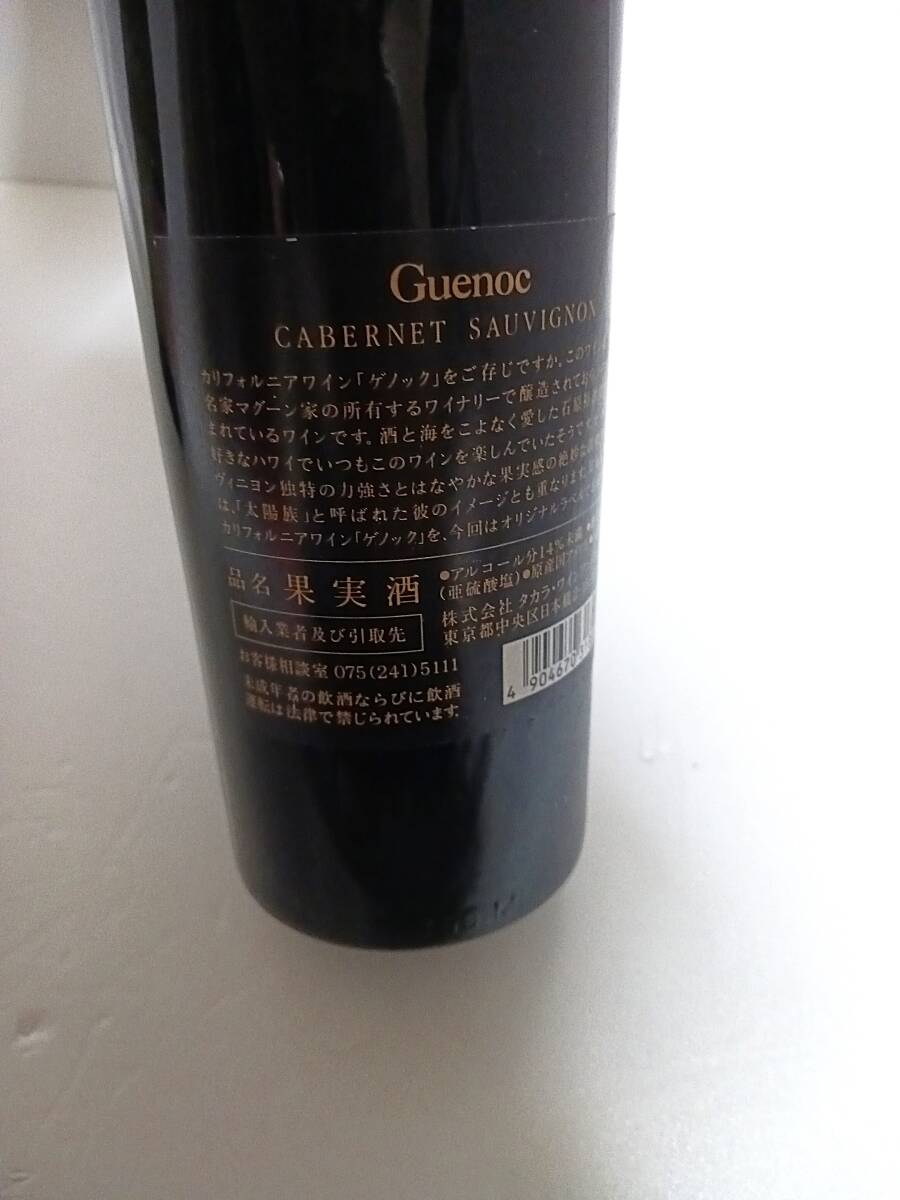 Guenoc
CABERNET SAUVIGNON
カリフォルニアワイン「ゲノック」をご存じですか。このワイン
名家マグーン家の所有するワイナリーで醸造されており
まれているワインです。酒と海をこよなく愛した石原
好きなハワイでいつもこのワインを楽しんでいたそうです
ヴィニヨン独特の力強さとはなやかな果実感の絶妙な
は、「太陽族」と呼ばれた彼のイメージとも重なります。
カリフォルニアワイン「ゲノック」を、今回はオリジナルラベルで
品名 果実酒
●アルコール分14%未満
(亜硫酸塩)●原産国ア
輸入業者及び引取先
株式会社 タカラ・ワイン
東京都中央区日本橋
お客様相談室 075(241)5111
未成年者の飲酒ならびに飲酒
運転は法律で禁じられています。
4 904670